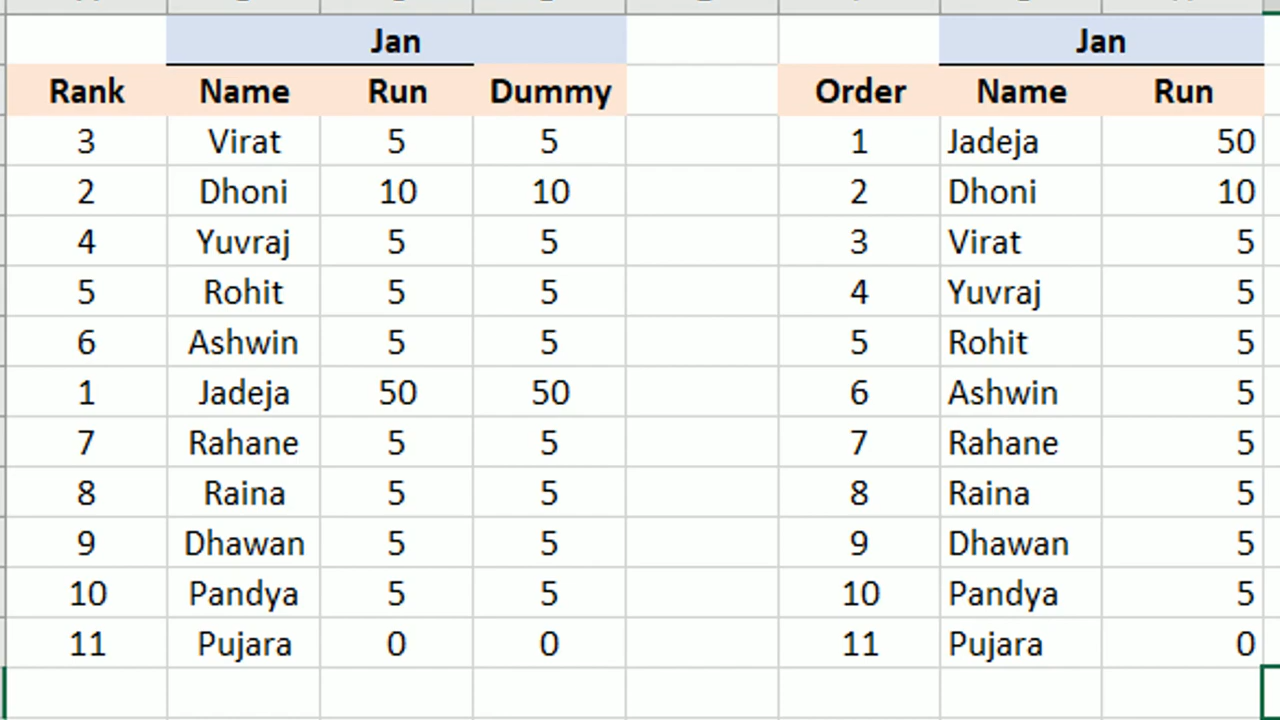 Jan Jan
Rank Name Run Dummy Order Name Run
3 Virat 5 5 1 Jadeja 50
2 Dhoni 10 10 2 Dhoni 10
4 Yuvraj 5 5 3 Virat 5
5 Rohit 5 5 4 Yuvraj 5
6 Ashwin 5 5 5 Rohit 5
1 Jadeja 50 50 6 Ashwin 5
7 Rahane 5 5 7 Rahane 5
8 Raina 5 5 8 Raina 5
9 Dhawan 5 5 9 Dhawan 5
10 Pandya 5 5 10 Pandya 5
11 Pujara 0 0 11 Pujara 0